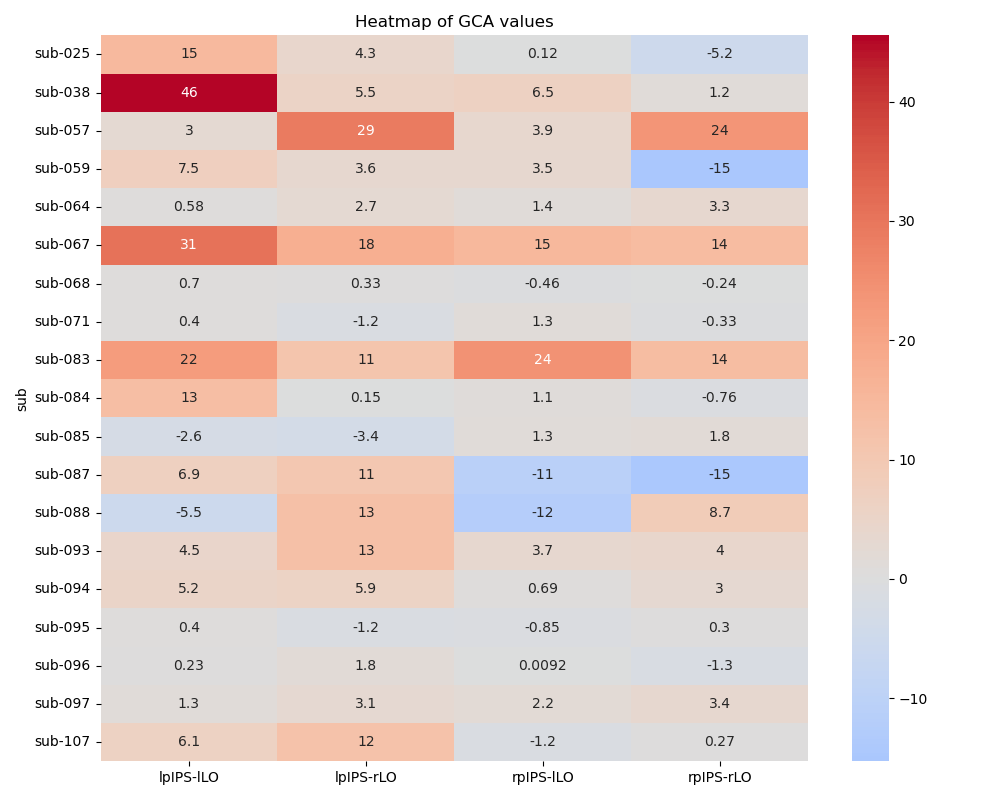 Heatmap of GCA values
sub
sub-025 15 4.3 0.12 -5.2
sub-038 46 5.5 6.5 1.2
sub-057 3 29 3.9 24
sub-059 7.5 3.6 3.5 -15
sub-064 0.58 2.7 1.4 3.3
sub-067 31 18 15 14
sub-068 0.7 0.33 -0.46 -0.24
sub-071 0.4 -1.2 1.3 -0.33
sub-083 22 11 24 14
sub-084 13 0.15 1.1 -0.76
sub-085 -2.6 -3.4 1.3 1.8
sub-087 6.9 11 -11 -15
sub-088 -5.5 13 -12 8.7
sub-093 4.5 13 3.7 4
sub-094 5.2 5.9 0.69 3
sub-095 0.4 -1.2 -0.85 0.3
sub-096 0.23 1.8 0.0092 -1.3
sub-097 1.3 3.1 2.2 3.4
sub-107 6.1 12 -1.2 0.27
lpIPS-lLO lpIPS-rLO rpIPS-lLO rpIPS-rLO
40
30
20
10
0
−10